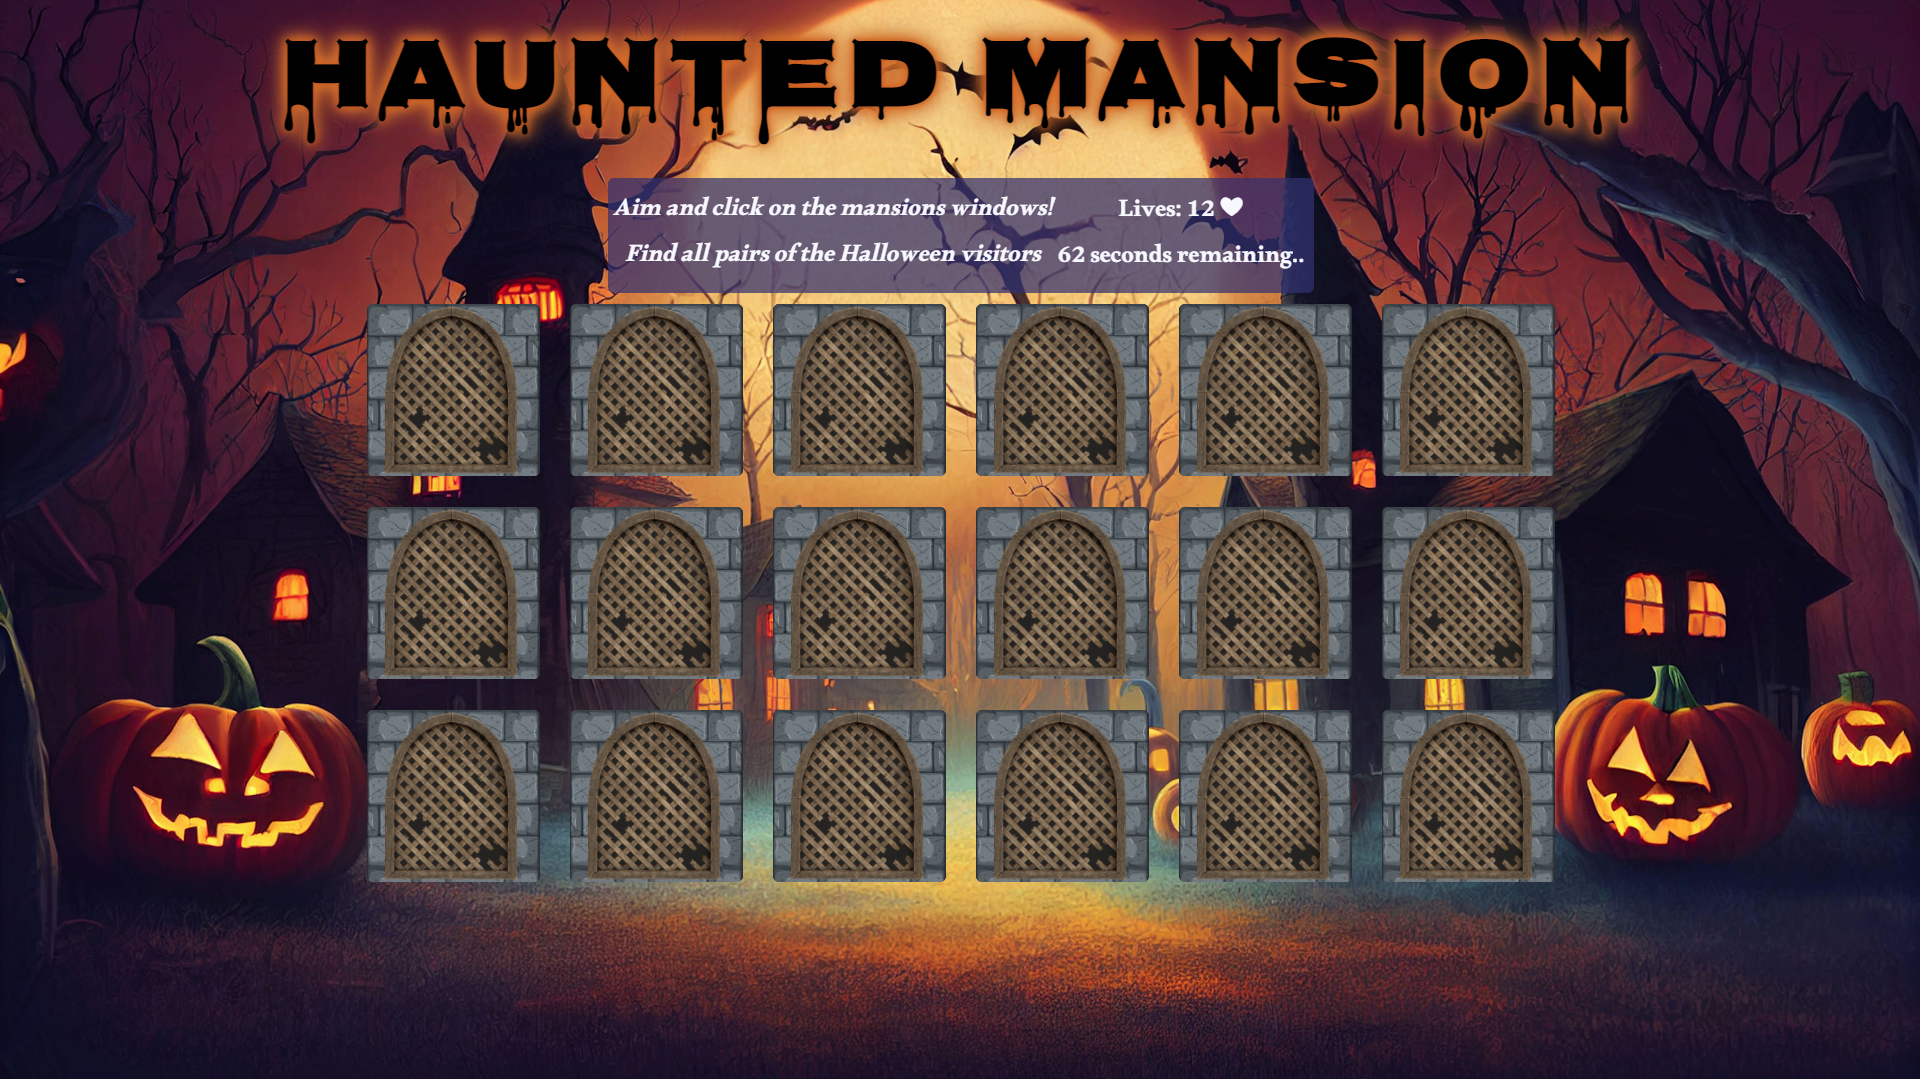 HAUNTED MANSION
Aim and click on the mansions windows!
Lives: 12
Find all pairs of the Halloween visitors
62 seconds remaining..